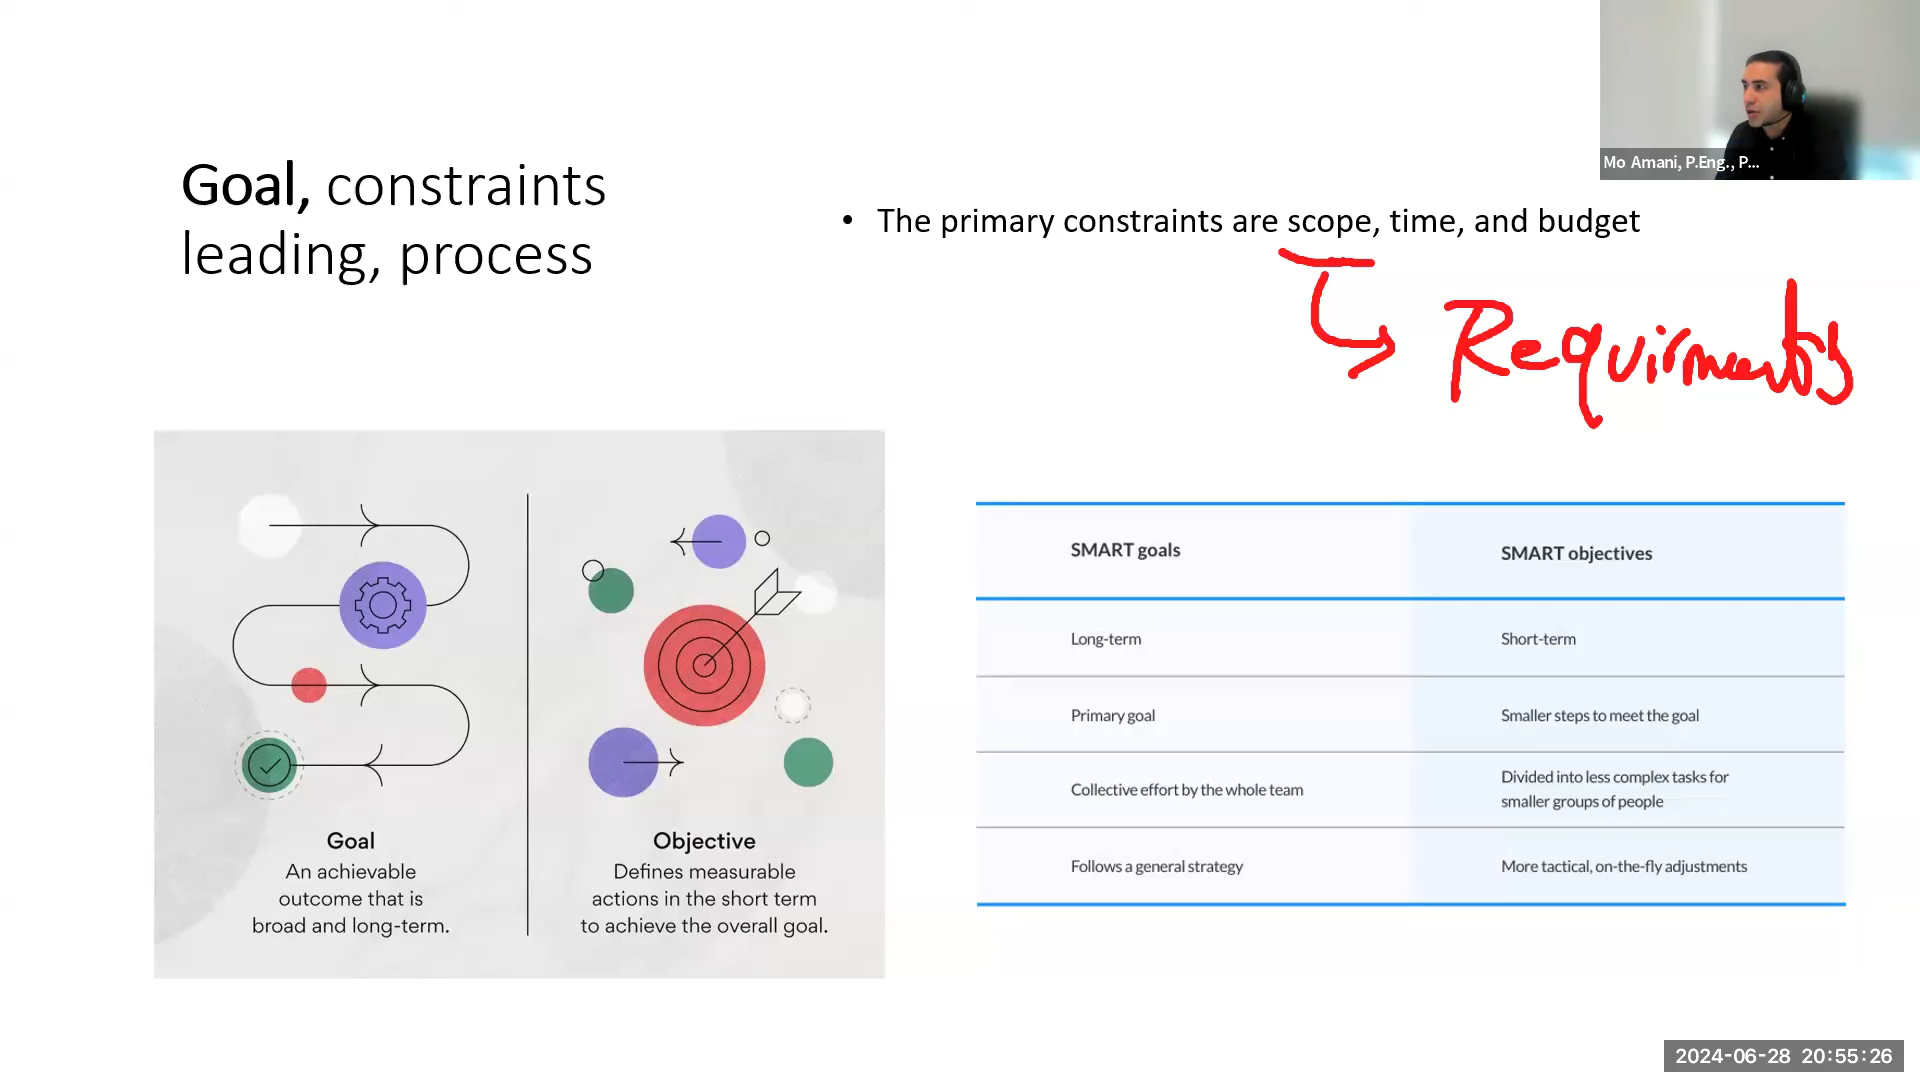 Mo Amani, P.Eng., P...
Goal, constraints
leading, process
• The primary constraints are scope, time, and budget
Requirments
Goal
An achievable
outcome that is
broad and long-term.
Objective
Defines measurable
actions in the short term
to achieve the overall goal.
SMART goals SMART objectives
Long-term Short-term
Primary goal Smaller steps to meet the goal
Collective effort by the whole team Divided into less complex tasks for
smaller groups of people
Follows a general strategy More tactical, on-the-fly adjustments
2024-06-28 20:55:26